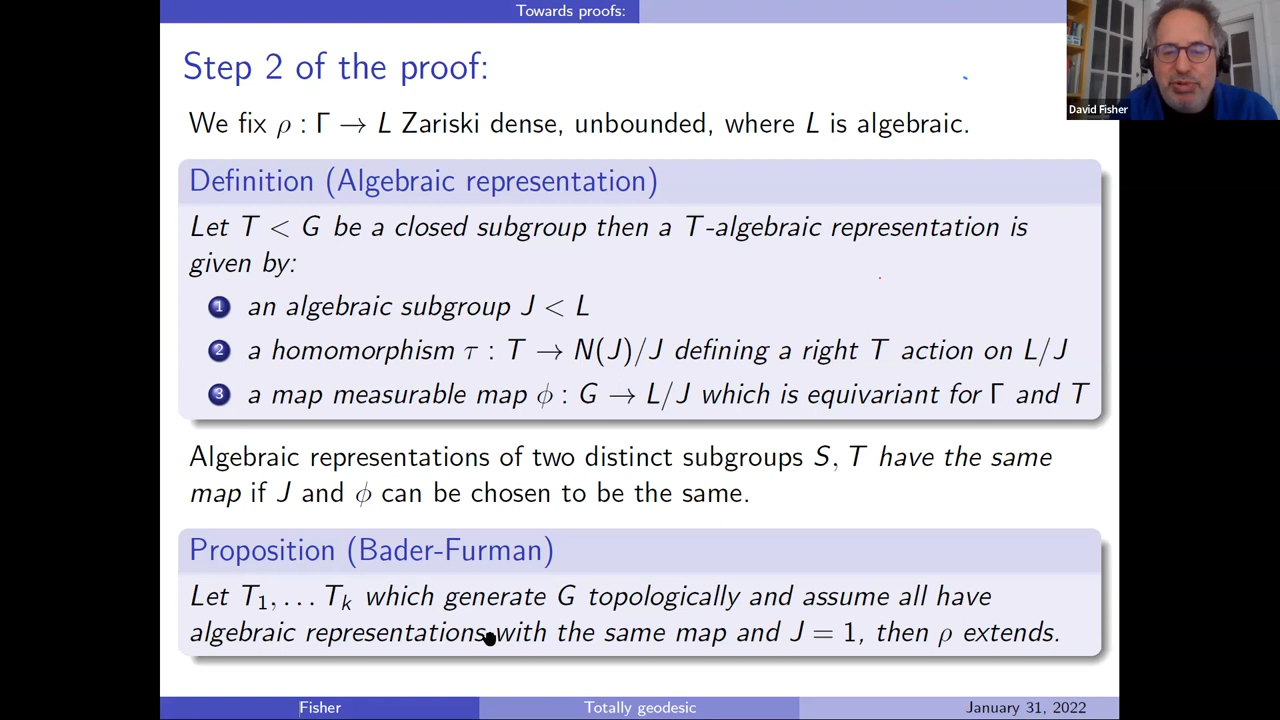 Towards proofs:
Step 2 of the proof:
We fix ρ : Γ → L Zariski dense, unbounded, where L is algebraic.
David Fisher
Definition (Algebraic representation)
Let T < G be a closed subgroup then a T-algebraic representation is
given by:
1 an algebraic subgroup J < L
2 a homomorphism τ : T → N(J)/J defining a right T action on L/J
3 a map measurable map ϕ : G → L/J which is equivariant for Γ and T
Algebraic representations of two distinct subgroups S, T have the same
map if J and ϕ can be chosen to be the same.
Proposition (Bader-Furman)
Let T₁, . . . Tₖ which generate G topologically and assume all have
algebraic representations with the same map and J = 1, then ρ extends.
Fisher
Totally geodesic
January 31, 2022